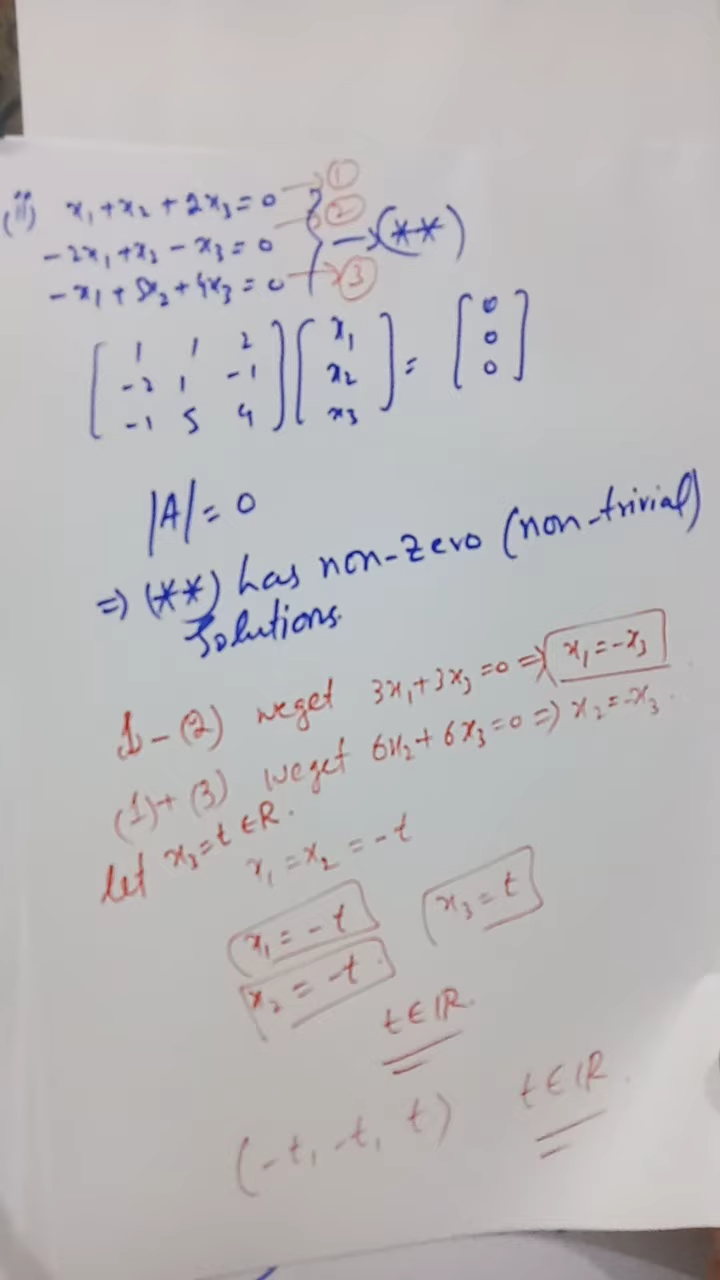 (ii) x₁+x₂ + 2x₃ = 0 → ①
-2x₁+x₂ - x₃ = 0 → ② } → (**)
-x₁ + 5x₂ + 4x₃ = 0 → ③
[1 1 2] [x₁] = [0]
[-2 1 -1] [x₂] [0]
[-1 5 4] [x₃] [0]
|A| = 0
⇒ (**) has non-zero (non-trivial)
Solutions.
1 - (2) we get 3x₁+3x₃ = 0 ⇒ x₁ = -x₃
(1) + (3) we get 6x₂ + 6x₃ = 0 ⇒ x₂ = -x₃.
let x₃ = t ∈ R.
x₁ = x₂ = -t
x₁ = -t x₃ = t
x₂ = -t.
t ∈ IR.
(-t, -t, t) t ∈ IR.